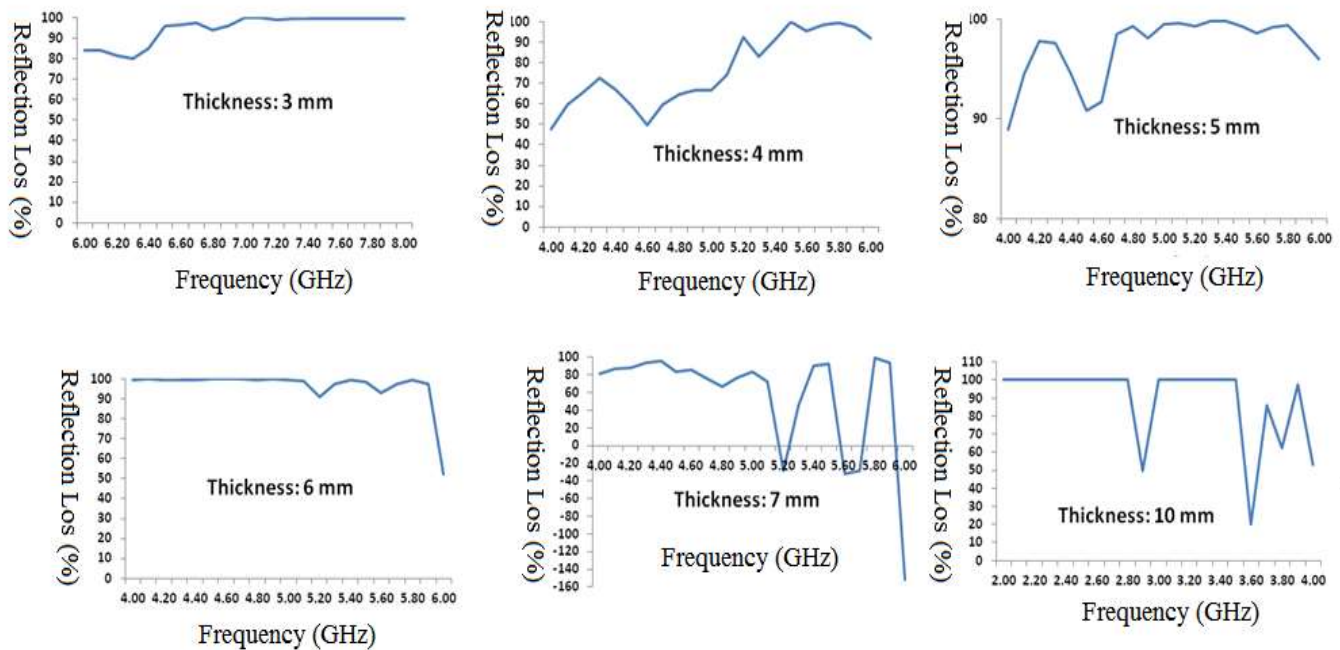 Reflection Los (%)
100
90
80
70
60
50
40
30
20
10
0
Thickness: 3 mm
6.00 6.20 6.40 6.60 6.80 7.00 7.20 7.40 7.60 7.80 8.00
Frequency (GHz)
Reflection Los (%)
100
90
80
70
60
50
40
30
20
10
0
Thickness: 4 mm
4.00 4.20 4.40 4.60 4.80 5.00 5.20 5.40 5.60 5.80 6.00
Frequency (GHz)
Reflection Los (%)
100
90
80
Thickness: 5 mm
4.00 4.20 4.40 4.60 4.80 5.00 5.20 5.40 5.60 5.80 6.00
Frequency (GHz)
Reflection Los (%)
100
90
80
70
60
50
40
30
20
10
0
Thickness: 6 mm
4.00 4.20 4.40 4.60 4.80 5.00 5.20 5.40 5.60 5.80 6.00
Frequency (GHz)
Reflection Los (%)
100
80
60
40
20
0
-20
-40
-60
-80
-100
-120
-140
-160
4.00 4.20 4.40 4.60 4.80 5.00 5.20 5.40 5.60 5.80 6.00
Thickness: 7 mm
Frequency (GHz)
Reflection Los (%)
110
100
90
80
70
60
50
40
30
20
10
0
Thickness: 10 mm
2.00 2.20 2.40 2.60 2.80 3.00 3.20 3.40 3.60 3.80 4.00
Frequency (GHz)